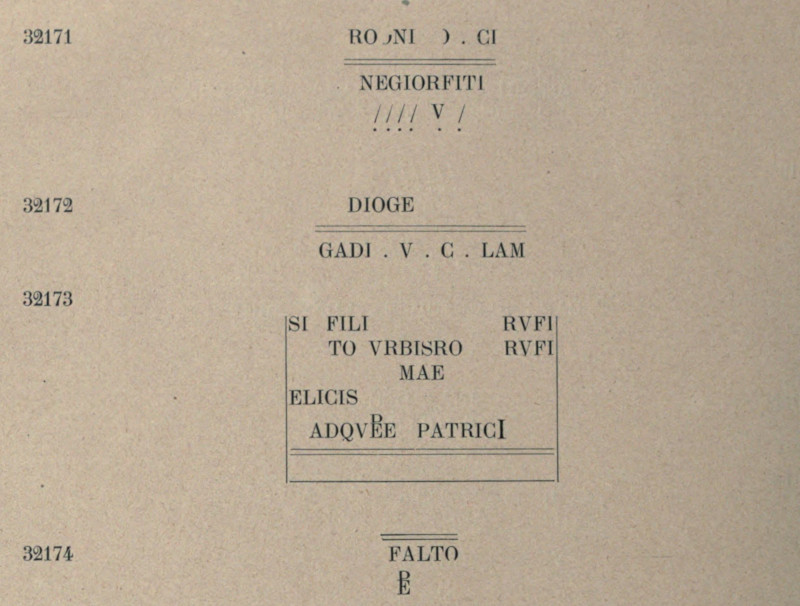 32171 RO NI ) . CI
NEGIORFITI
//// V /
32172 DIOGE
GADI . V . C . LAM
32173
SI FILI RVFI
TO VRBISRO RVFI
MAE
ELICIS
ADQVE PATRICI
32174
FALTO